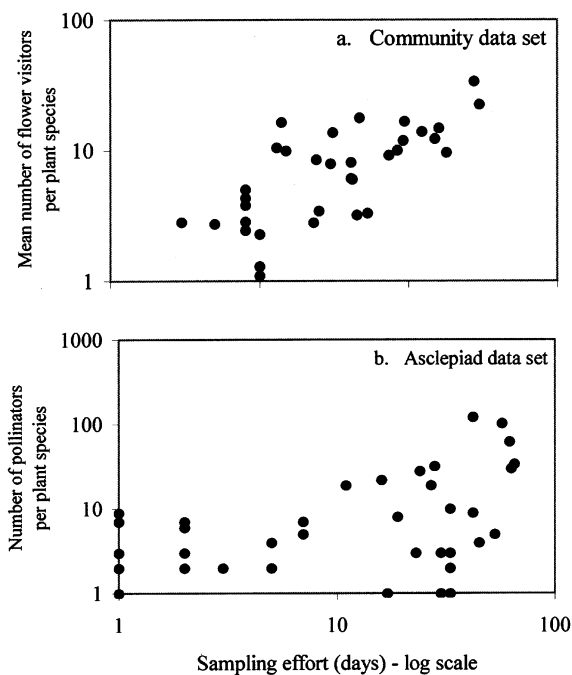 100
a. Community data set
10
1
Mean number of flower visitors
per plant species
1000
b. Asclepiad data set
100
10
1
Number of pollinators
per plant species
1
10
100
Sampling effort (days) - log scale